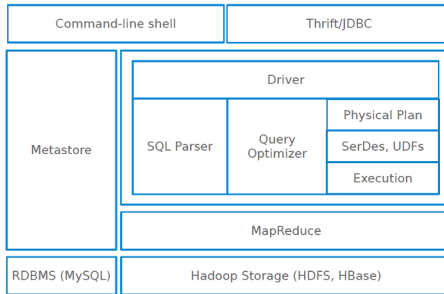 Command-line shell
Thrift/JDBC
Metastore
Driver
SQL Parser
Query
Optimizer
Physical Plan
SerDes, UDFs
Execution
MapReduce
RDBMS (MySQL)
Hadoop Storage (HDFS, HBase)